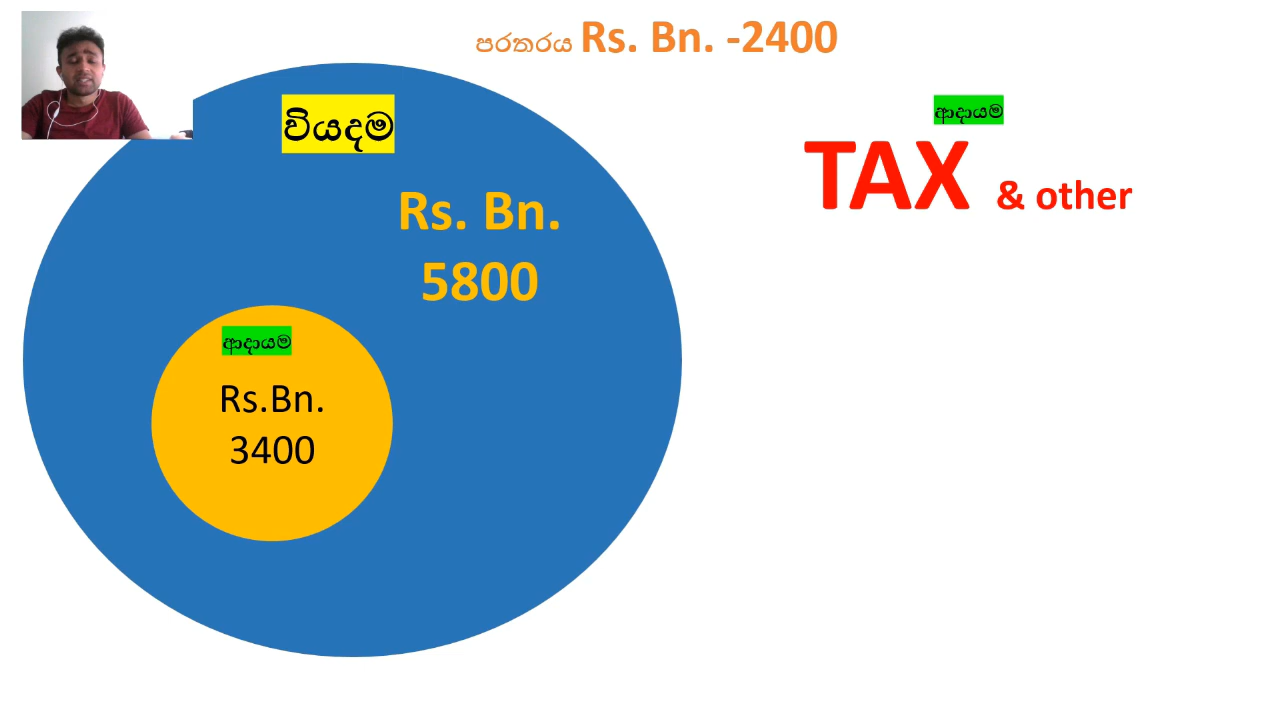 පරතරය Rs. Bn. -2400
වියදම
Rs. Bn.
5800
ආදායම
Rs.Bn.
3400
ආදායම
TAX & other